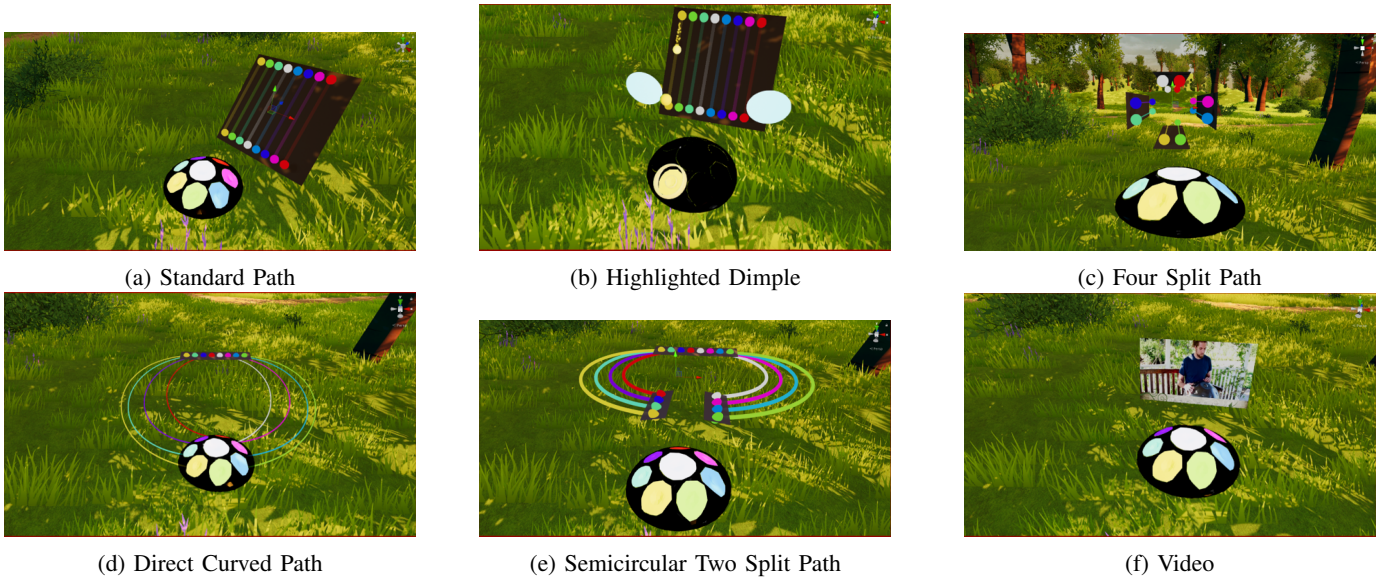 (a) Standard Path
(b) Highlighted Dimple
(c) Four Split Path
(d) Direct Curved Path
(e) Semicircular Two Split Path
(f) Video